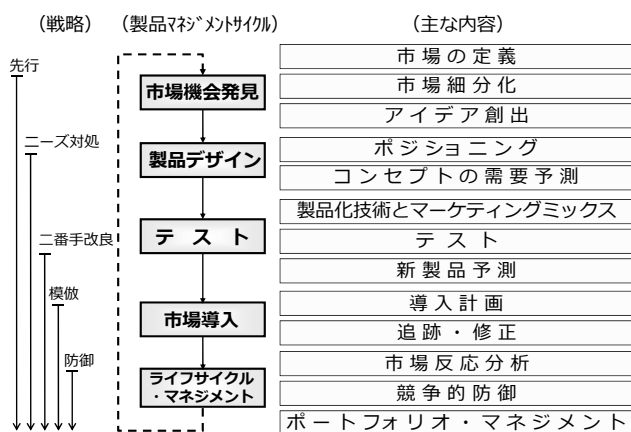 （戦略）
（製品ﾏﾈｼﾞﾒﾝﾄｻｲｸﾙ）
（主な内容）
先行
ニーズ対処
二番手改良
模倣
防御
市場機会発見
製品デザイン
テスト
市場導入
ライフサイクル
・マネジメント
市場の定義
市場細分化
アイデア創出
ポジショニング
コンセプトの需要予測
製品化技術とマーケティングミックス
テスト
新製品予測
導入計画
追跡・修正
市場反応分析
競争的防御
ポートフォリオ・マネジメント